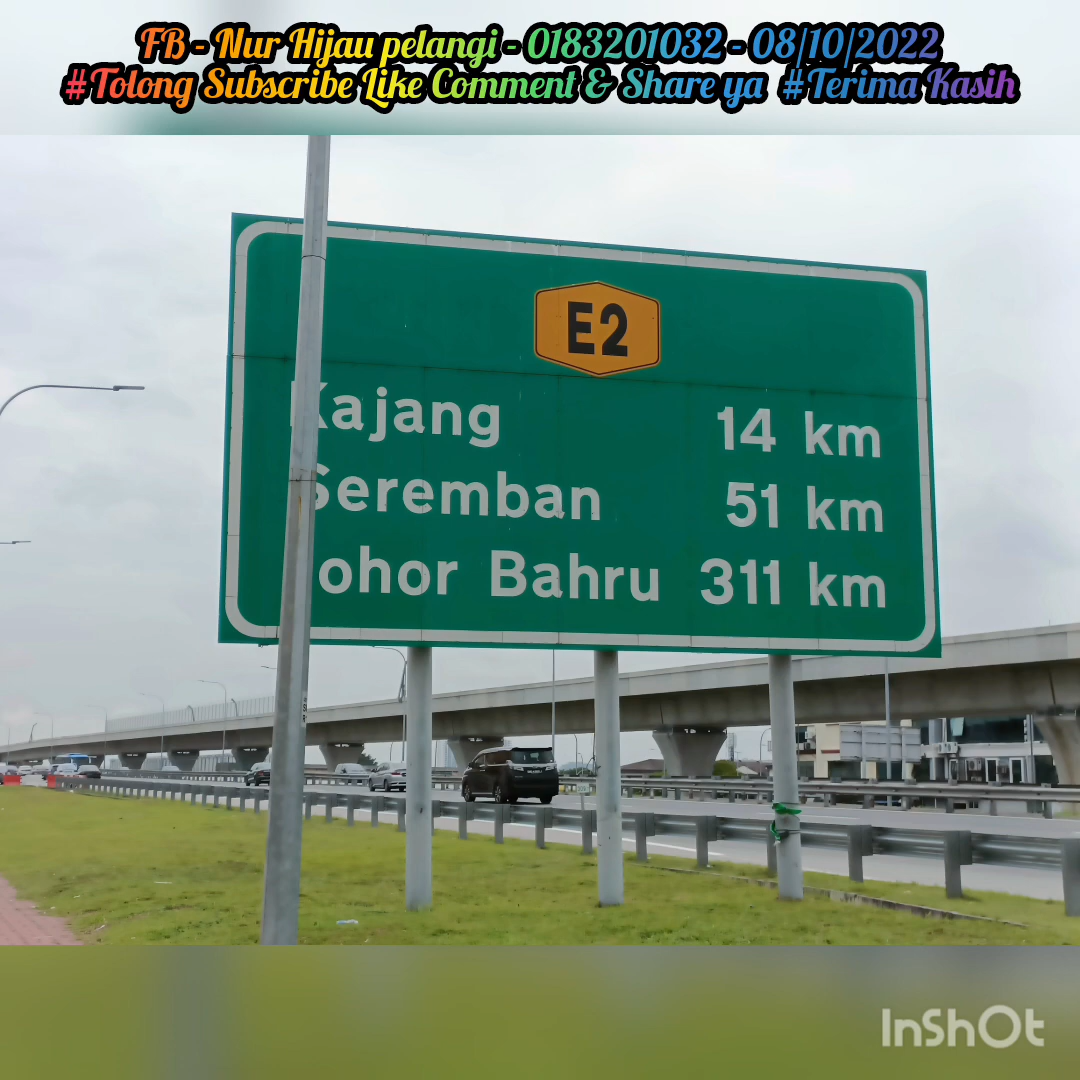 FB - Nur Hijau pelangi - 0183201032 - 08/10/2022
#Tolong Subscribe Like Comment & Share ya #Terima Kasih
E2
Kajang 14 km
Seremban 51 km
Johor Bahru 311 km
InShOt